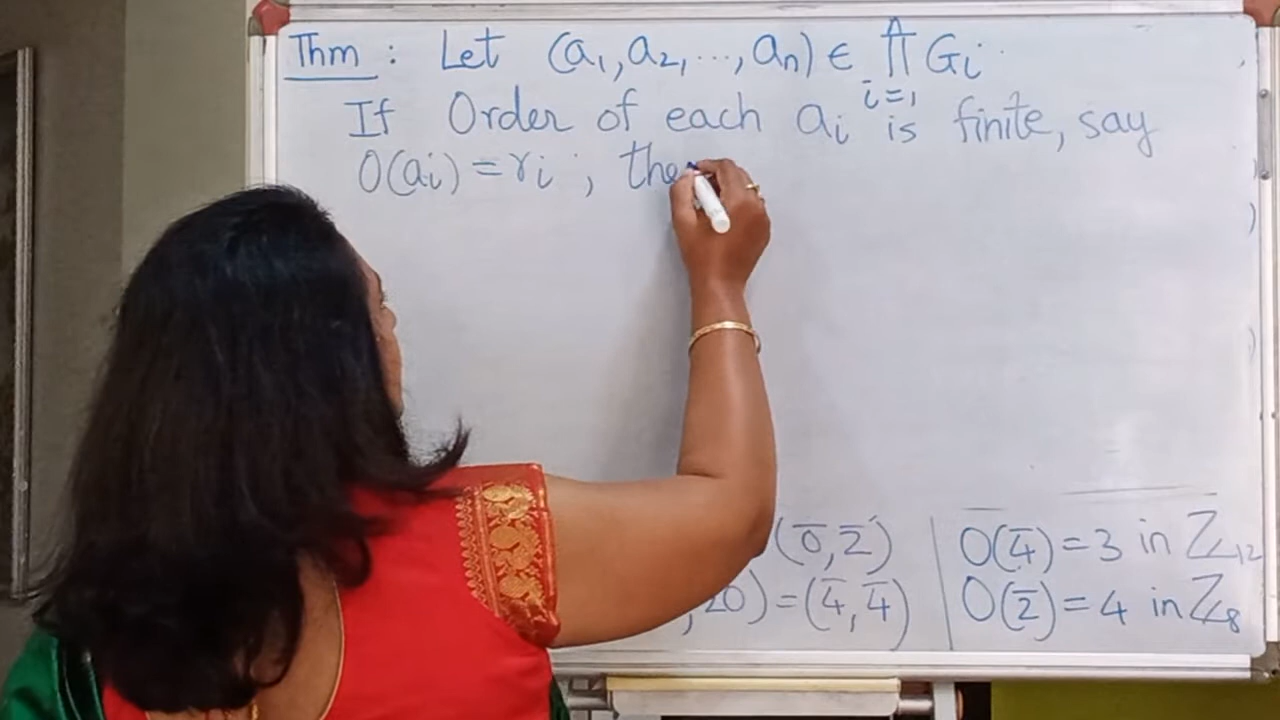 Thm : Let (a₁, a₂, ..., aₙ) ∈ ∏ⁿᵢ₌₁ Gᵢ
If Order of each aᵢ is finite, say
O(aᵢ) = rᵢ ; the
(0̄, 2̄) | O(4̄) = 3 in ℤ₁₂
, 20) = (4̄, 4̄) | O(2̄) = 4 in ℤ₈